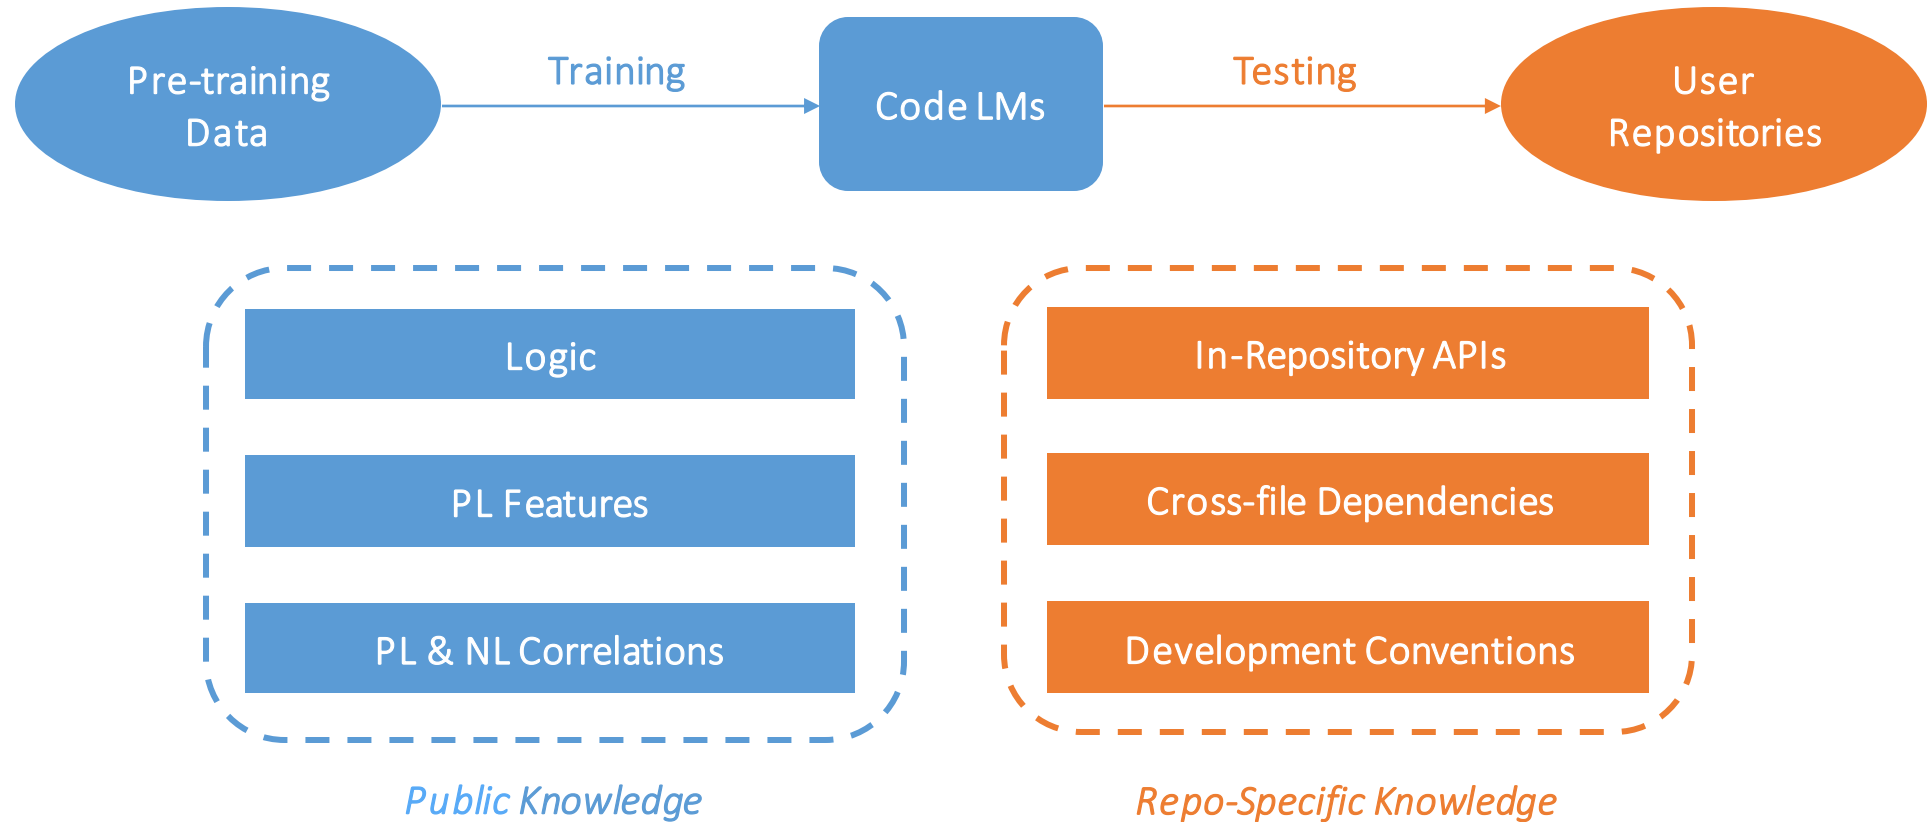 Pre-training
Data
Training
Code LMs
Testing
User
Repositories
Logic
PL Features
PL & NL Correlations
Public Knowledge
In-Repository APIs
Cross-file Dependencies
Development Conventions
Repo-Specific Knowledge